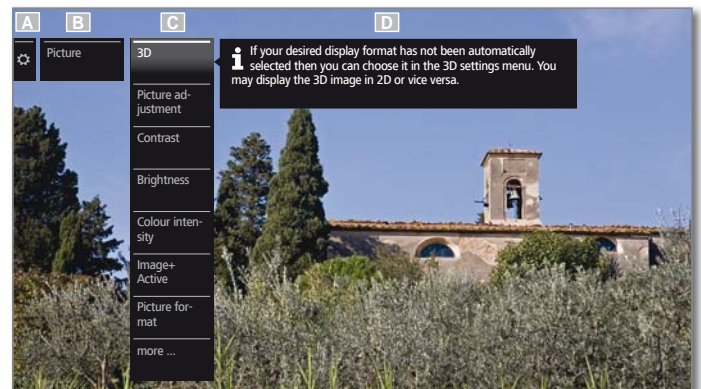 A B C D
Picture
3D
If your desired display format has not been automatically
selected then you can choose it in the 3D settings menu. You
may display the 3D image in 2D or vice versa.
Picture ad-
justment
Contrast
Brightness
Colour inten-
sity
Image+
Active
Picture for-
mat
more ...